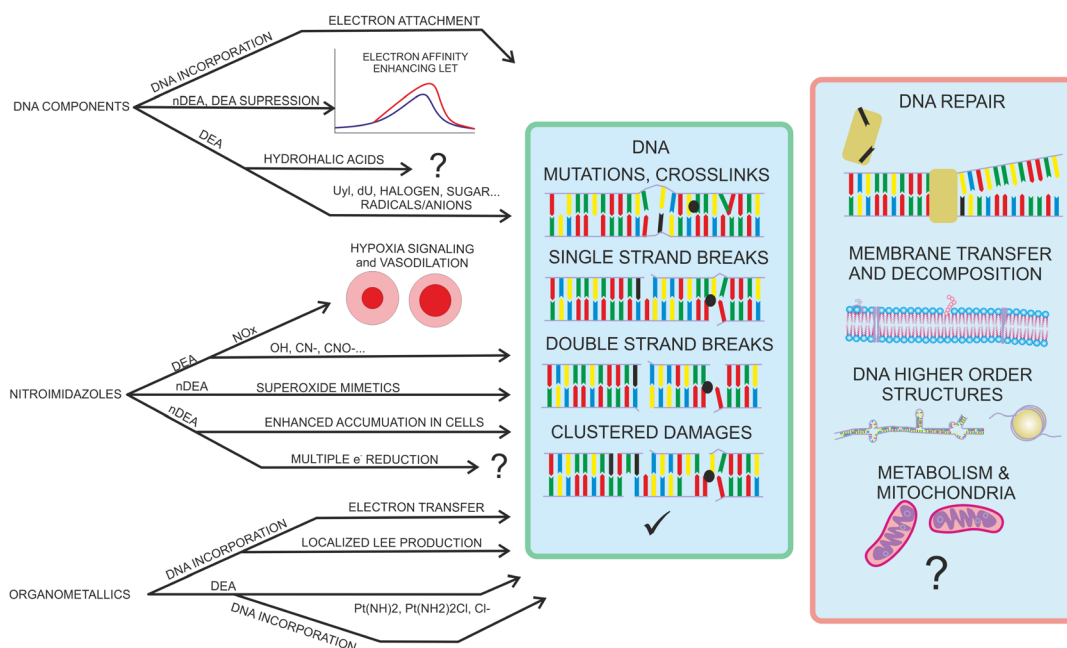 ELECTRON ATTACHMENT
DNA INCORPORATION
ELECTRON AFFINITY
ENHANCING LET
DNA COMPONENTS
nDEA, DEA SUPRESSION
DEA
HYDROHALIC ACIDS
?
Uyl, dU, HALOGEN, SUGAR...
RADICALS/ANIONS
HYPOXIA SIGNALING
and VASODILATION
NOx
DEA
OH, CN-, CNO-...
NITROIMIDAZOLES
nDEA
SUPEROXIDE MIMETICS
nDEA
ENHANCED ACCUMUATION IN CELLS
MULTIPLE e- REDUCTION
?
ELECTRON TRANSFER
DNA INCORPORATION
LOCALIZED LEE PRODUCTION
ORGANOMETALLICS
DEA
Pt(NH)2, Pt(NH2)2Cl, Cl-
DNA INCORPORATION
DNA
MUTATIONS, CROSSLINKS
SINGLE STRAND BREAKS
DOUBLE STRAND BREAKS
CLUSTERED DAMAGES
✓
DNA REPAIR
MEMBRANE TRANSFER
AND DECOMPOSITION
DNA HIGHER ORDER
STRUCTURES
METABOLISM &
MITOCHONDRIA
?